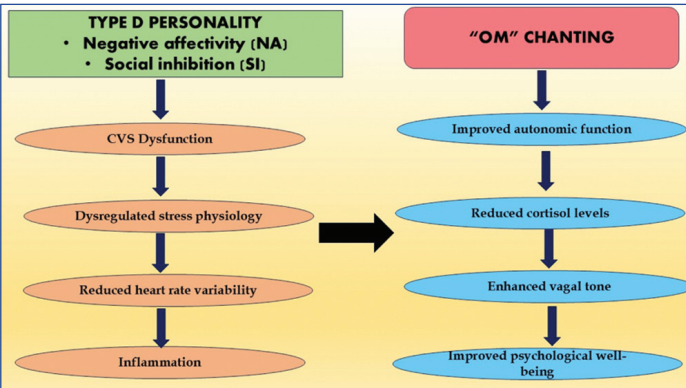 TYPE D PERSONALITY
• Negative affectivity (NA)
• Social inhibition (SI)
CVS Dysfunction
Dysregulated stress physiology
Reduced heart rate variability
Inflammation
“OM” CHANTING
Improved autonomic function
Reduced cortisol levels
Enhanced vagal tone
Improved psychological well-
being